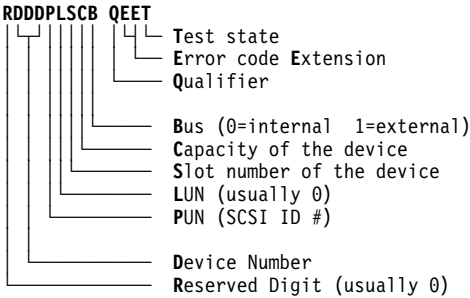 RDDDPLSCB QEET
Test state
Error code Extension
Qualifier
Bus (0=internal 1=external)
Capacity of the device
Slot number of the device
LUN (usually 0)
PUN (SCSI ID #)
Device Number
Reserved Digit (usually 0)